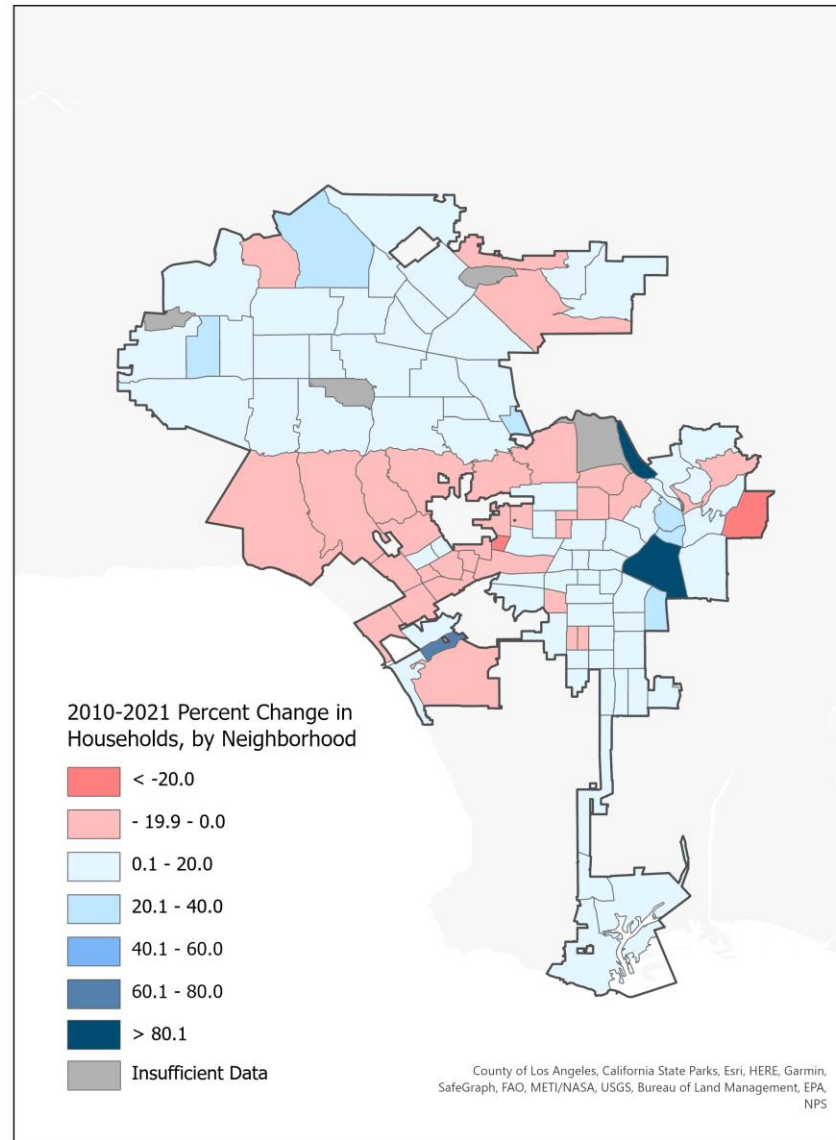 2010-2021 Percent Change in
Households, by Neighborhood
< -20.0
- 19.9 - 0.0
0.1 - 20.0
20.1 - 40.0
40.1 - 60.0
60.1 - 80.0
> 80.1
Insufficient Data
County of Los Angeles, California State Parks, Esri, HERE, Garmin,
SafeGraph, FAO, METI/NASA, USGS, Bureau of Land Management, EPA,
NPS